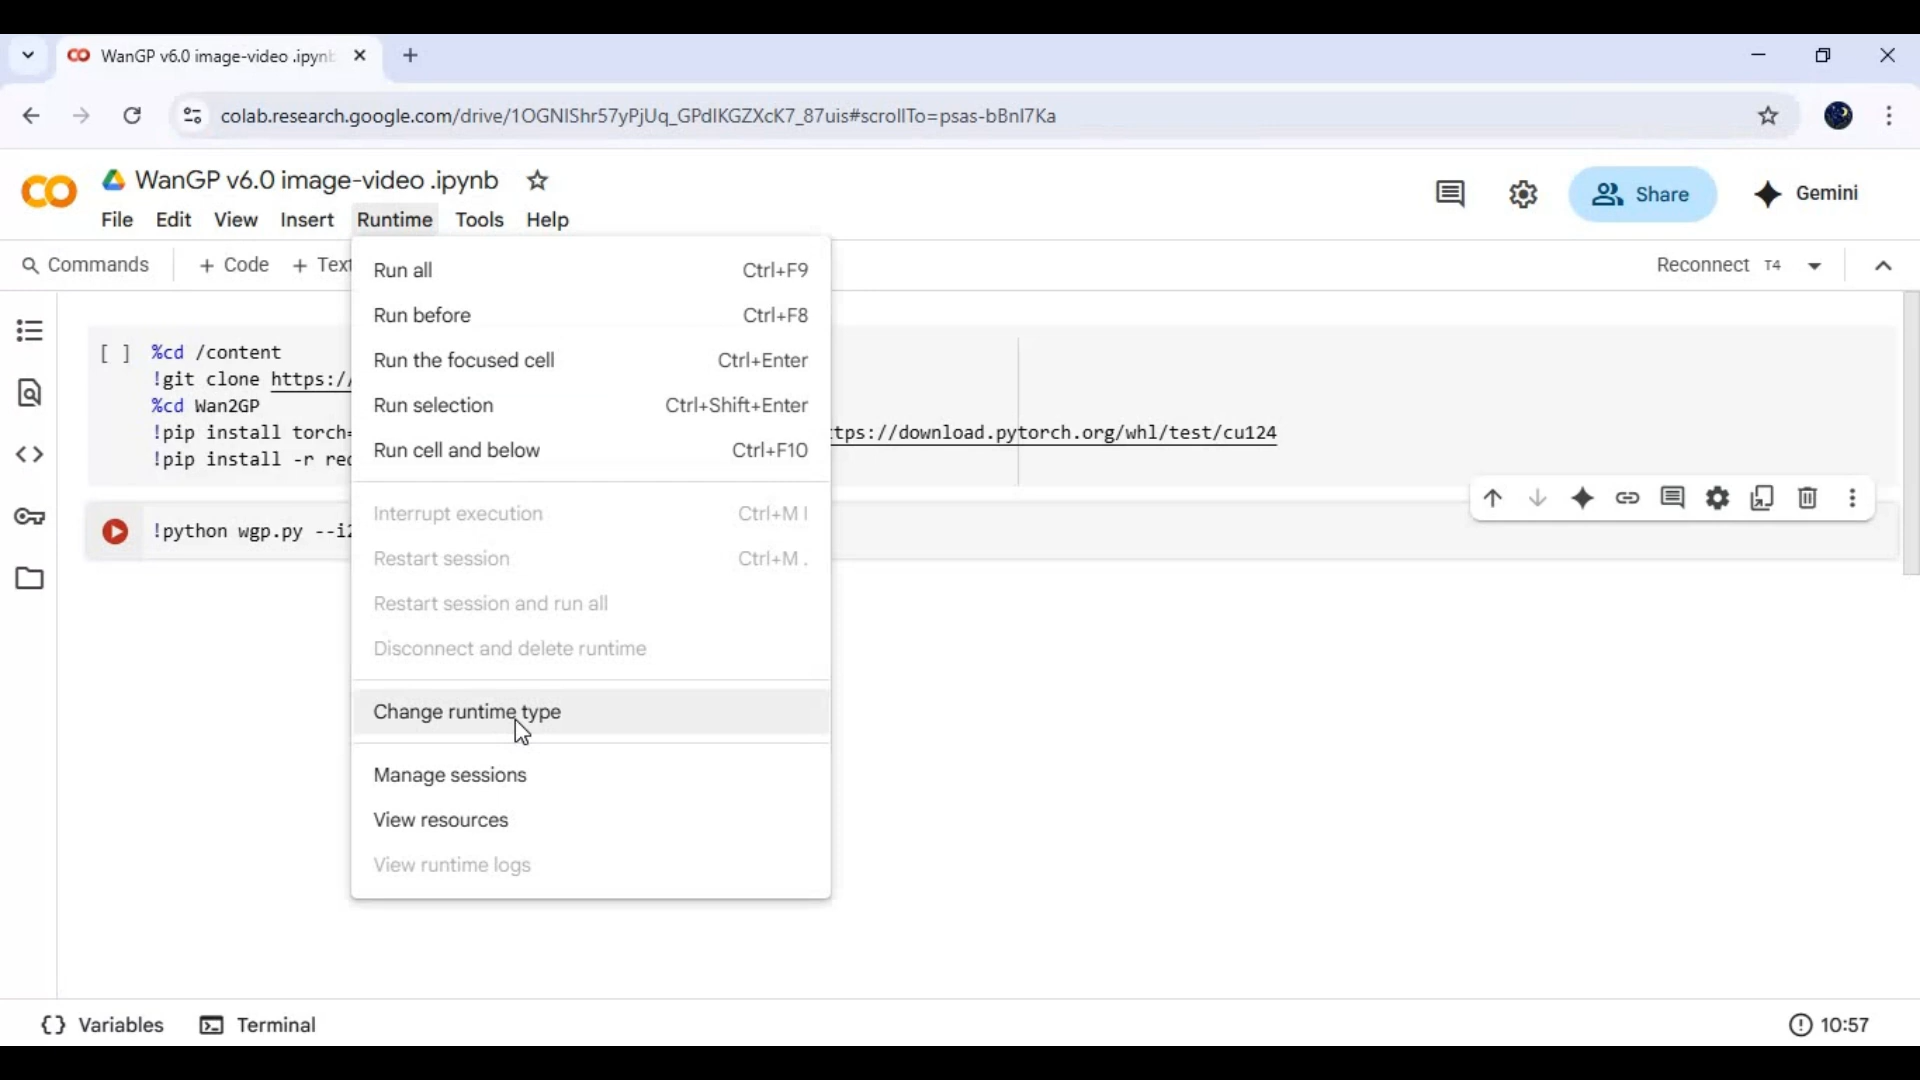 WanGP v6.0 image-video .ipynb
colab.research.google.com/drive/1OGNIShr57yPjUq_GPdIKGZXcK7_87uis#scrollTo=psas-bBnI7Ka
WanGP v6.0 image-video .ipynb
File Edit View Insert Runtime Tools Help
Share
Gemini
Commands + Code + Text
Reconnect T4
Run all Ctrl+F9
Run before Ctrl+F8
Run the focused cell Ctrl+Enter
Run selection Ctrl+Shift+Enter
Run cell and below Ctrl+F10
Interrupt execution Ctrl+M I
Restart session Ctrl+M .
Restart session and run all
Disconnect and delete runtime
Change runtime type
Manage sessions
View resources
View runtime logs
[ ] %cd /content
!git clone https:/
%cd Wan2GP
!pip install torch= tps://download.pytorch.org/whl/test/cu124
!pip install -r rec
!python wgp.py --i2
Variables Terminal
10:57